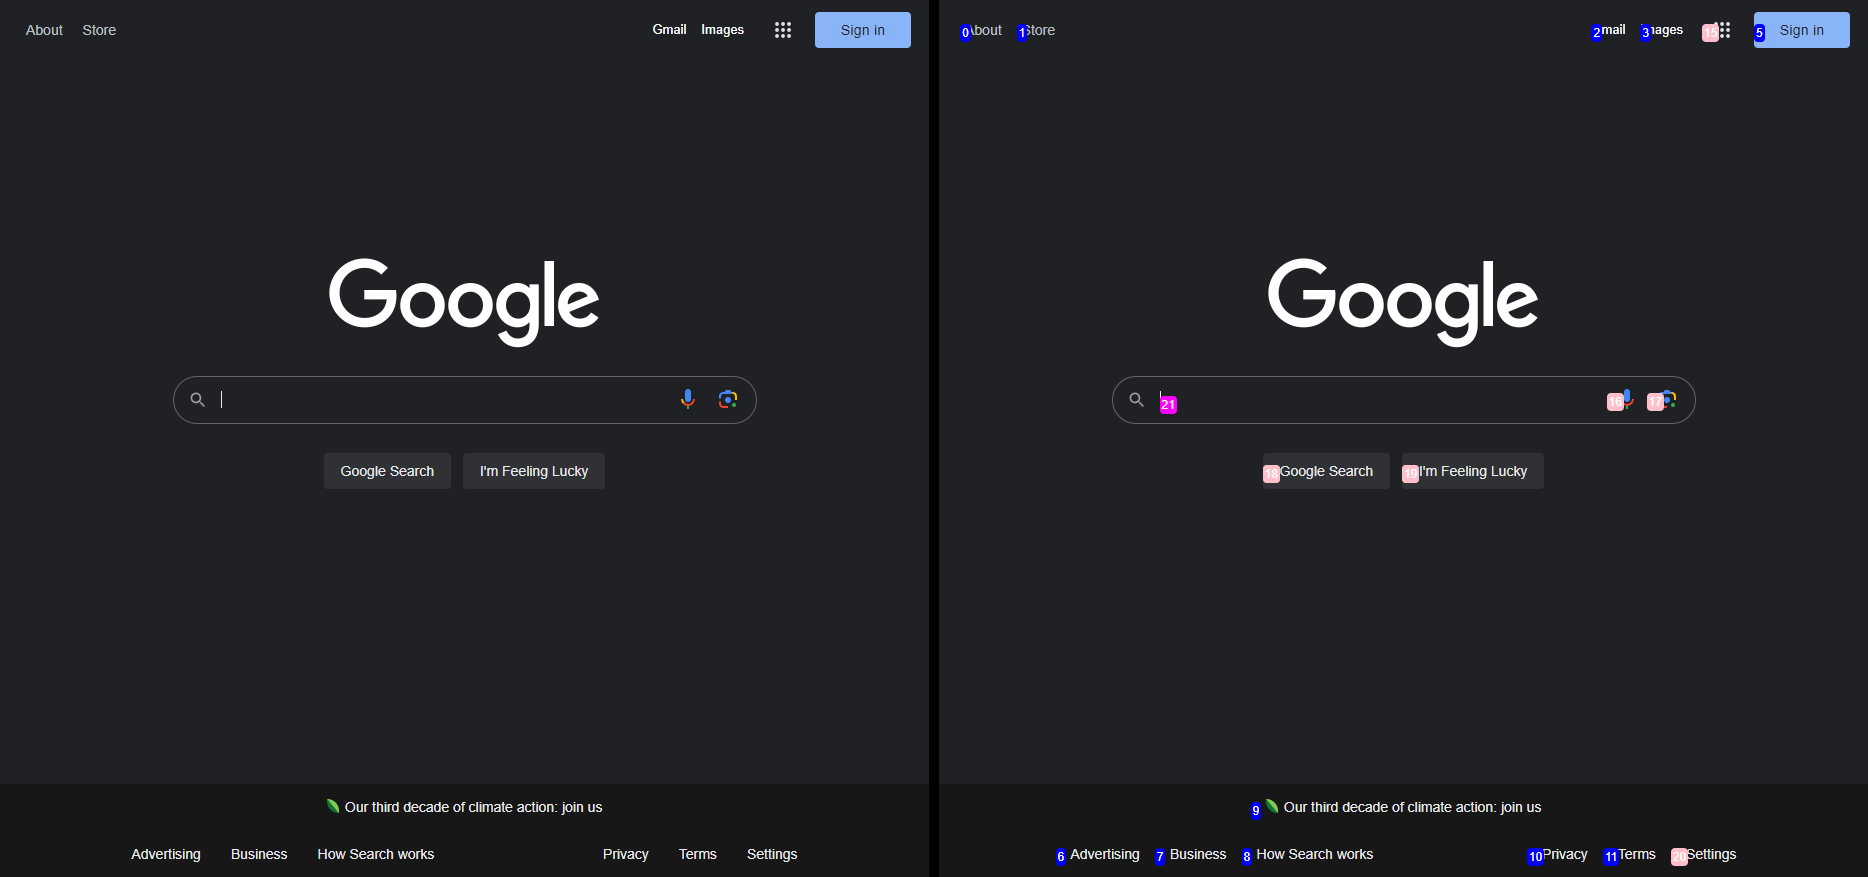 About Store Gmail Images Sign in
Google
Google Search I'm Feeling Lucky
Our third decade of climate action: join us
Advertising Business How Search works Privacy Terms Settings
0 About 1 Store 2 mail 3 nages 15 5 Sign in
Google
21 16 17
18 Google Search 19 I'm Feeling Lucky
9 Our third decade of climate action: join us
6 Advertising 7 Business 8 How Search works 10 Privacy 11 Terms 20 Settings